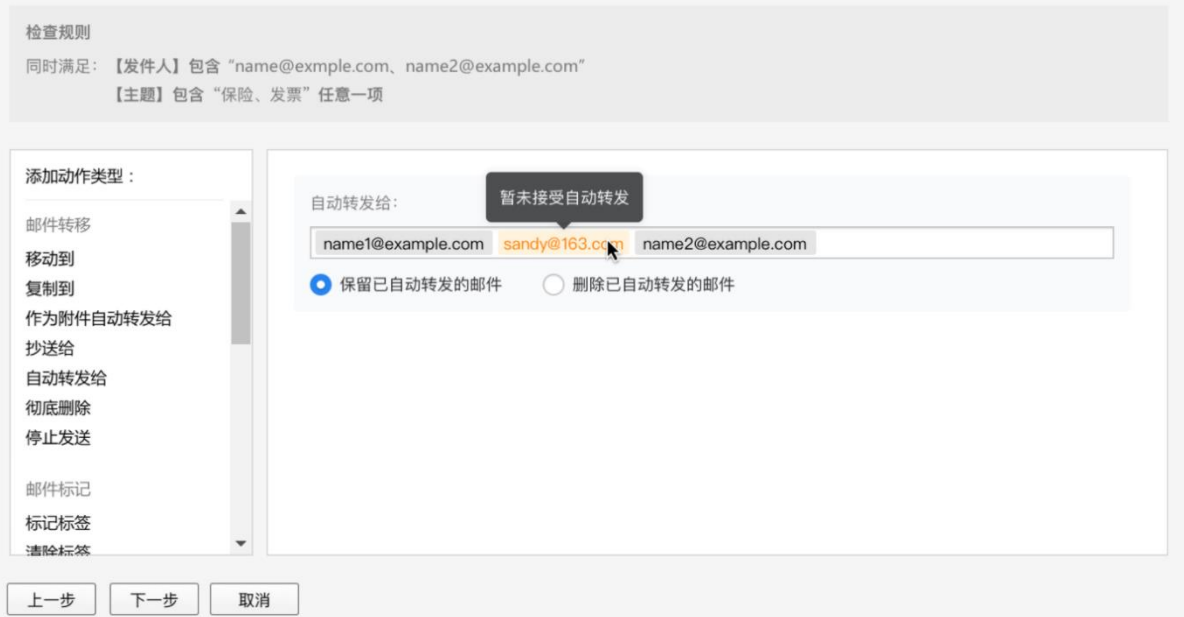 检查规则
同时满足：【发件人】包含“name@exmple.com、name2@example.com”
【主题】包含“保险、发票”任意一项
添加动作类型：
邮件转移
移动到
复制到
作为附件自动转发给
抄送给
自动转发给
彻底删除
停止发送
邮件标记
标记标签
清除标签
暂未接受自动转发
自动转发给：
name1@example.com sandy@163.com name2@example.com
保留已自动转发的邮件 删除已自动转发的邮件
上一步 下一步 取消